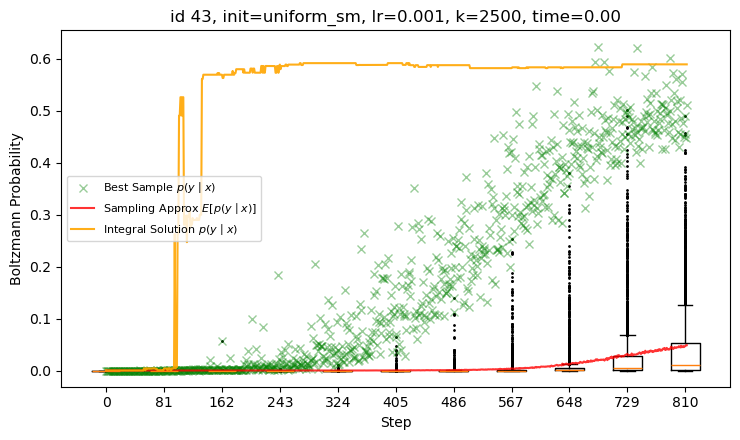 id 43, init=uniform_sm, lr=0.001, k=2500, time=0.00
Boltzmann Probability
0.6
0.5
0.4
0.3
0.2
0.1
0.0
Best Sample p(y | x)
Sampling Approx E[p(y | x)]
Integral Solution p(y | x)
0 81 162 243 324 405 486 567 648 729 810
Step